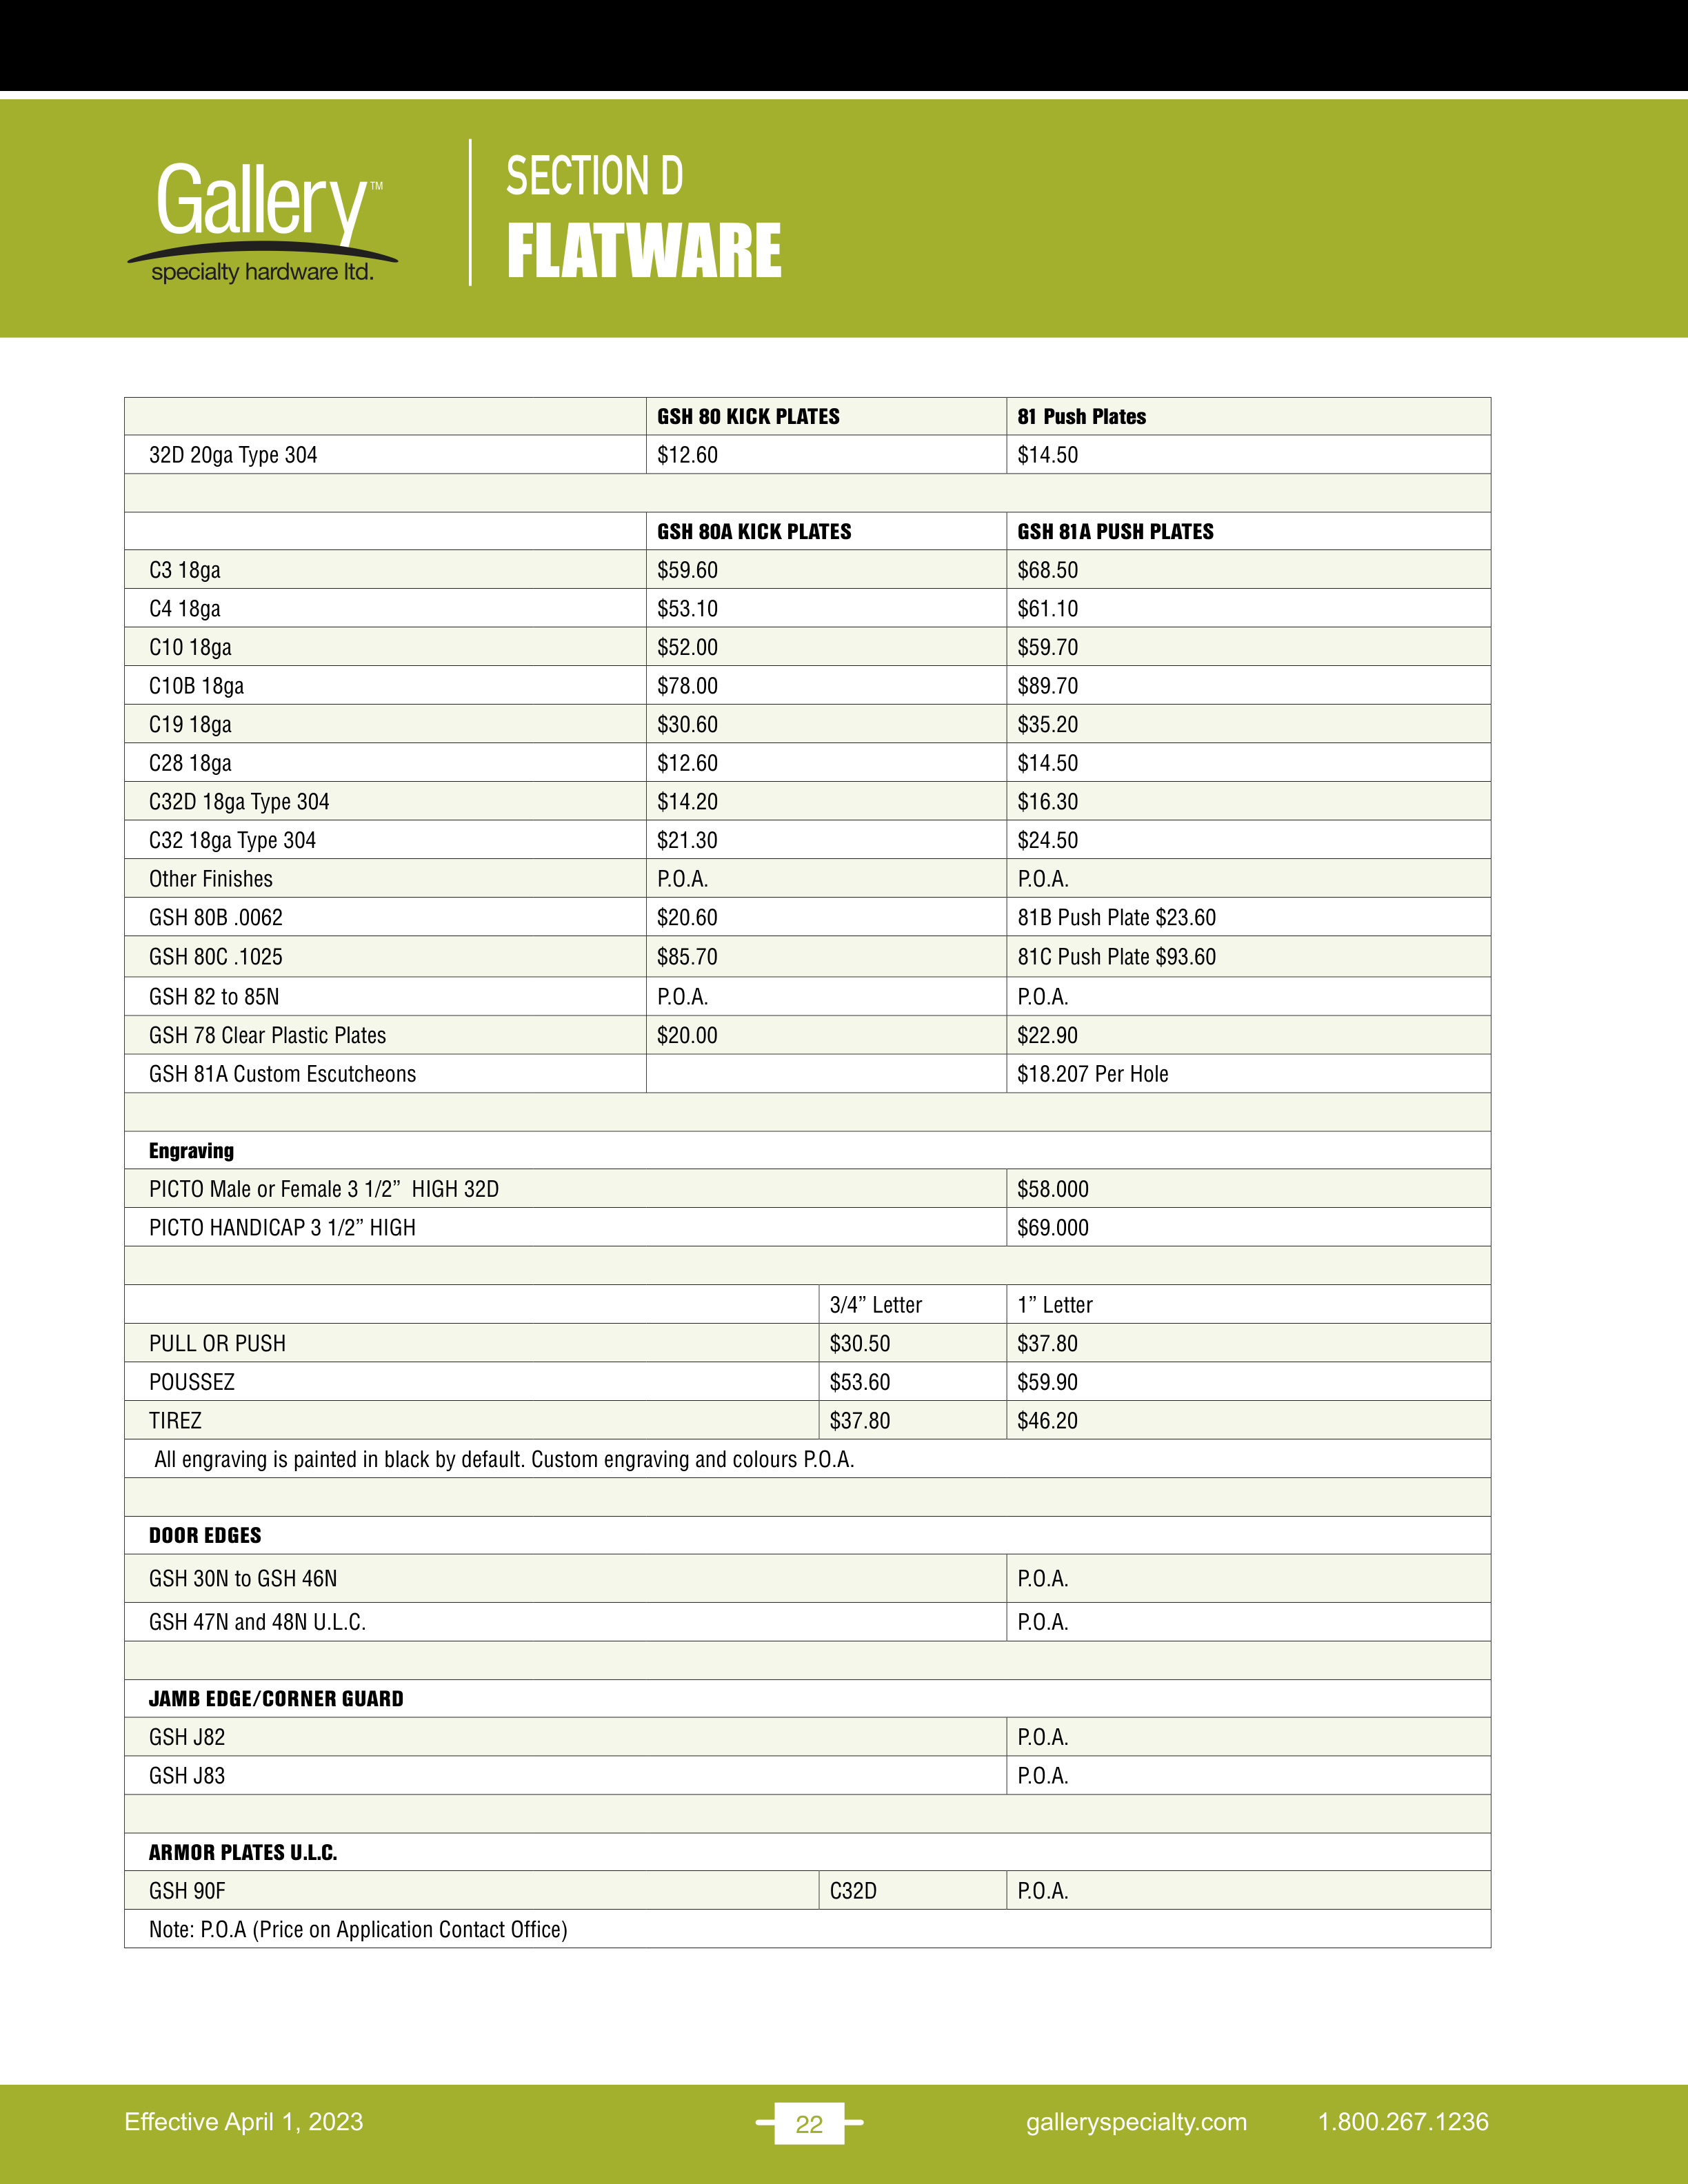 Gallery™
specialty hardware ltd.
SECTION D
FLATWARE
GSH 80 KICK PLATES 81 Push Plates
32D 20ga Type 304 $12.60 $14.50
GSH 80A KICK PLATES GSH 81A PUSH PLATES
C3 18ga $59.60 $68.50
C4 18ga $53.10 $61.10
C10 18ga $52.00 $59.70
C10B 18ga $78.00 $89.70
C19 18ga $30.60 $35.20
C28 18ga $12.60 $14.50
C32D 18ga Type 304 $14.20 $16.30
C32 18ga Type 304 $21.30 $24.50
Other Finishes P.O.A. P.O.A.
GSH 80B .0062 $20.60 81B Push Plate $23.60
GSH 80C .1025 $85.70 81C Push Plate $93.60
GSH 82 to 85N P.O.A. P.O.A.
GSH 78 Clear Plastic Plates $20.00 $22.90
GSH 81A Custom Escutcheons $18.207 Per Hole
Engraving
PICTO Male or Female 3 1/2” HIGH 32D $58.000
PICTO HANDICAP 3 1/2” HIGH $69.000
3/4” Letter 1” Letter
PULL OR PUSH $30.50 $37.80
POUSSEZ $53.60 $59.90
TIREZ $37.80 $46.20
All engraving is painted in black by default. Custom engraving and colours P.O.A.
DOOR EDGES
GSH 30N to GSH 46N P.O.A.
GSH 47N and 48N U.L.C. P.O.A.
JAMB EDGE/CORNER GUARD
GSH J82 P.O.A.
GSH J83 P.O.A.
ARMOR PLATES U.L.C.
GSH 90F C32D P.O.A.
Note: P.O.A (Price on Application Contact Office)
Effective April 1, 2023 22 galleryspecialty.com 1.800.267.1236